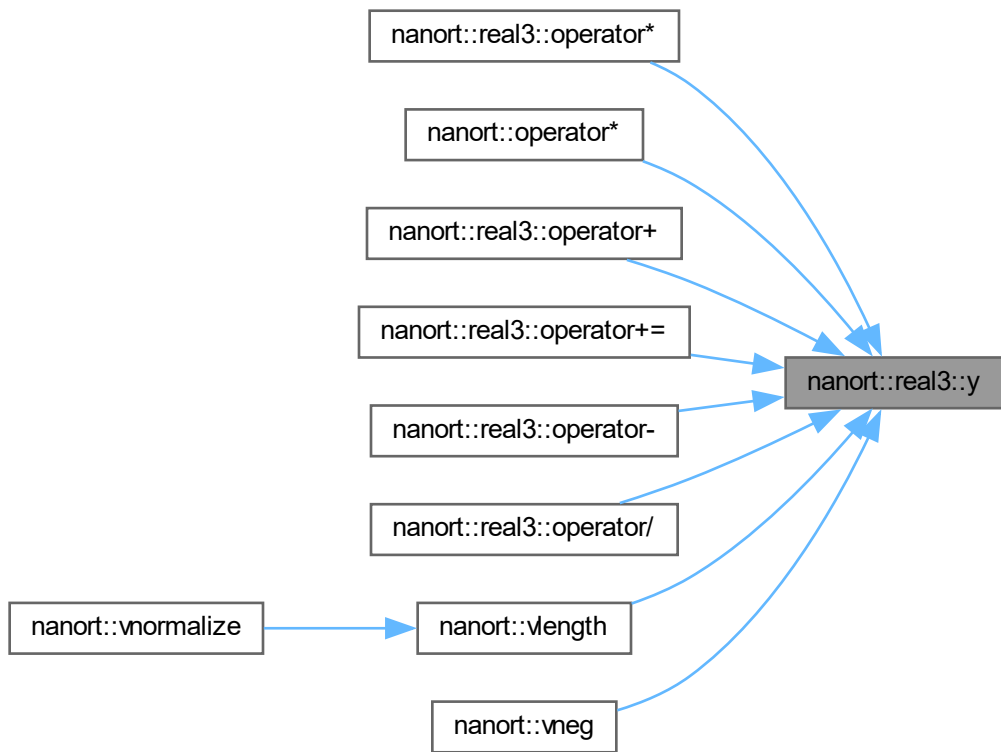 nanort::real3::operator*
nanort::operator*
nanort::real3::operator+
nanort::real3::operator+=
nanort::real3::y
nanort::real3::operator-
nanort::real3::operator/
nanort::vnormalize
nanort::vlength
nanort::vneg